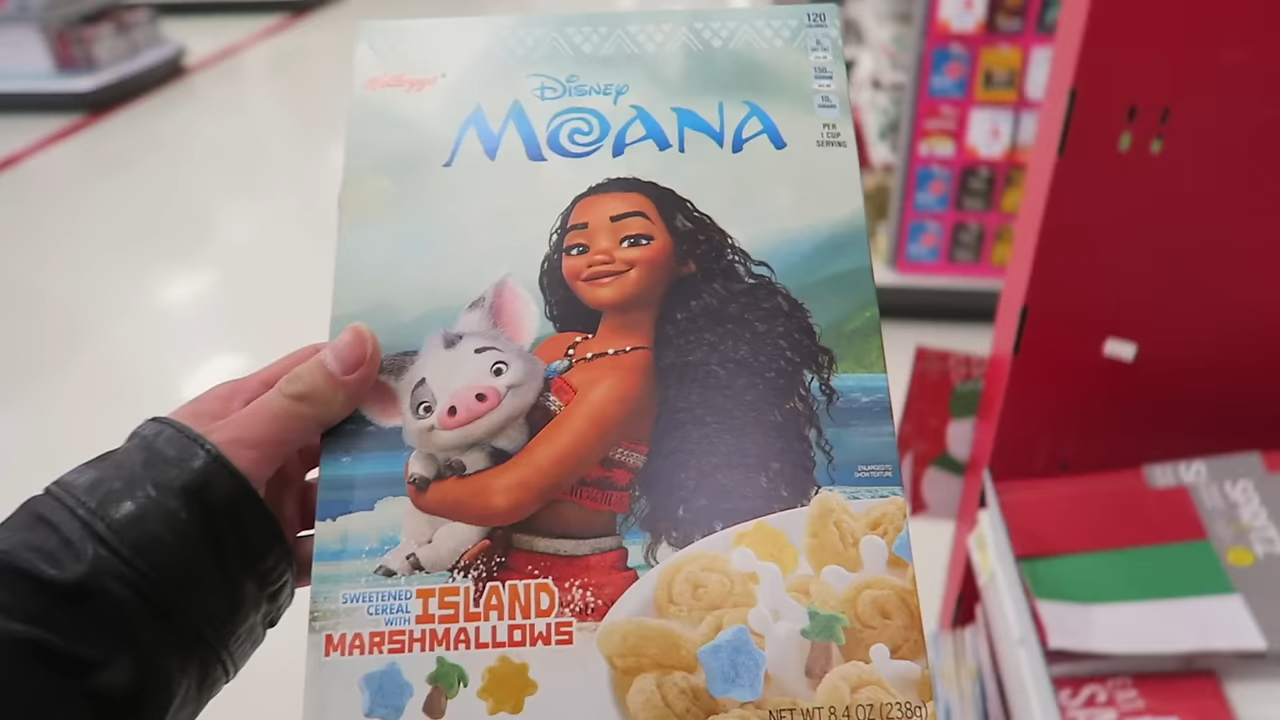 Kellogg's
DISNEY
MOANA
120
CALORIES
150mg
PER
1 CUP
SERVING
ENLARGED TO
SHOW TEXTURE
SWEETENED
CEREAL
WITH
ISLAND
MARSHMALLOWS
NET WT 8.4 OZ (238g)